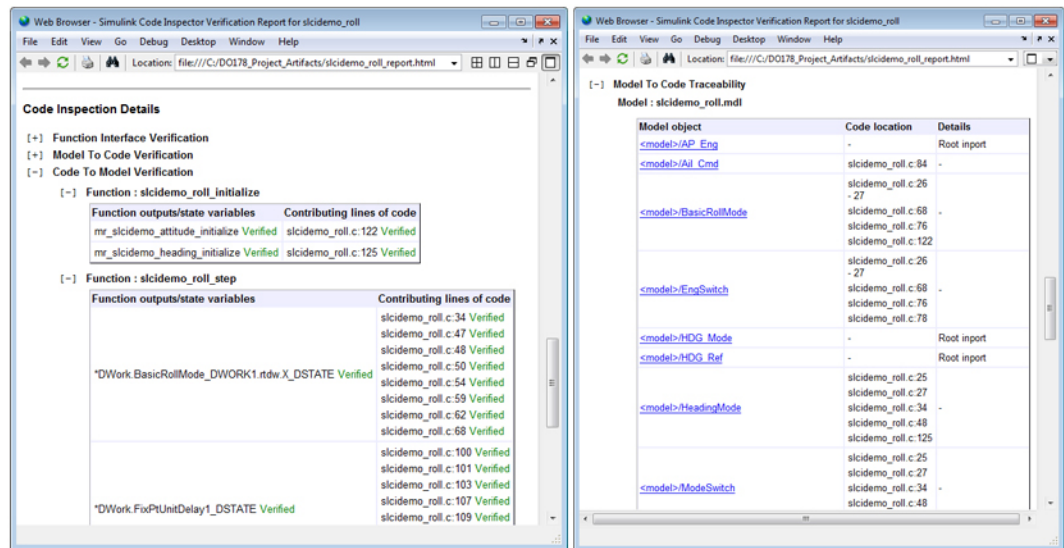 Web Browser - Simulink Code Inspector Verification Report for slcidemo_roll
File Edit View Go Debug Desktop Window Help
Location: file:///C:/DO178_Project_Artifacts/slcidemo_roll_report.html
Code Inspection Details
[+] Function Interface Verification
[+] Model To Code Verification
[-] Code To Model Verification
[-] Function : slcidemo_roll_initialize
Function outputs/state variables Contributing lines of code
mr_slcidemo_attitude_initialize Verified slcidemo_roll.c:122 Verified
mr_slcidemo_heading_initialize Verified slcidemo_roll.c:125 Verified
[-] Function : slcidemo_roll_step
Function outputs/state variables Contributing lines of code
*DWork.BasicRollMode_DWORK1.rtdw.X_DSTATE Verified
slcidemo_roll.c:34 Verified
slcidemo_roll.c:47 Verified
slcidemo_roll.c:48 Verified
slcidemo_roll.c:50 Verified
slcidemo_roll.c:54 Verified
slcidemo_roll.c:59 Verified
slcidemo_roll.c:62 Verified
slcidemo_roll.c:68 Verified
*DWork.FixPtUnitDelay1_DSTATE Verified
slcidemo_roll.c:100 Verified
slcidemo_roll.c:101 Verified
slcidemo_roll.c:103 Verified
slcidemo_roll.c:107 Verified
slcidemo_roll.c:109 Verified
Web Browser - Simulink Code Inspector Verification Report for slcidemo_roll
File Edit View Go Debug Desktop Window Help
Location: file:///C:/DO178_Project_Artifacts/slcidemo_roll_report.html
[-] Model To Code Traceability
Model : slcidemo_roll.mdl
Model object Code location Details
<model>/AP_Eng - Root inport
<model>/Ail_Cmd slcidemo_roll.c:84 -
<model>/BasicRollMode
slcidemo_roll.c:26
- 27
slcidemo_roll.c:68
slcidemo_roll.c:76
slcidemo_roll.c:122
-
<model>/EngSwitch
slcidemo_roll.c:26
- 27
slcidemo_roll.c:68
slcidemo_roll.c:76
slcidemo_roll.c:78
-
<model>/HDG_Mode - Root inport
<model>/HDG_Ref - Root inport
<model>/HeadingMode
slcidemo_roll.c:25
slcidemo_roll.c:27
slcidemo_roll.c:34
slcidemo_roll.c:48
slcidemo_roll.c:125
-
<model>/ModeSwitch
slcidemo_roll.c:25
slcidemo_roll.c:27
slcidemo_roll.c:34
slcidemo_roll.c:48
-